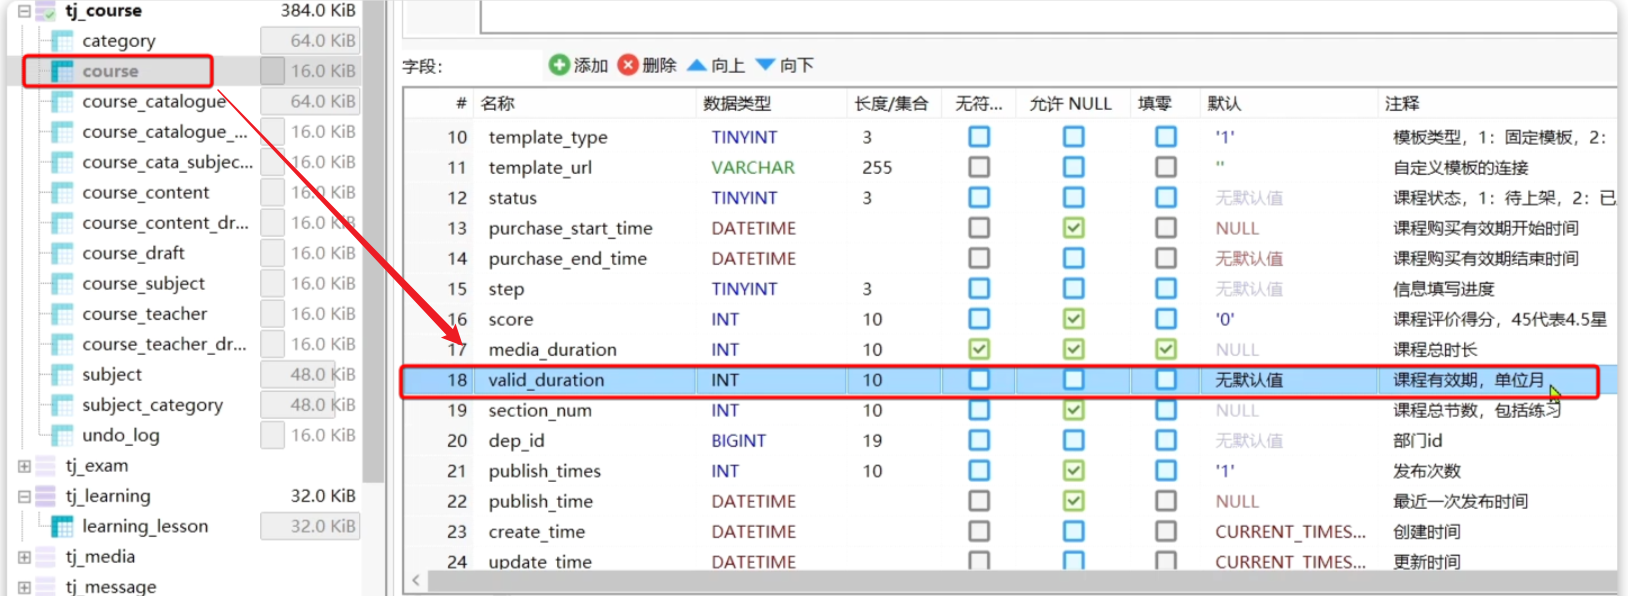 tj_course 384.0 KiB
category 64.0 KiB
course 16.0 KiB
course_catalogue 64.0 KiB
course_catalogue_... 16.0 KiB
course_cata_subjec... 16.0 KiB
course_content 16.0 KiB
course_content_dr... 16.0 KiB
course_draft 16.0 KiB
course_subject 16.0 KiB
course_teacher 16.0 KiB
course_teacher_dr... 16.0 KiB
subject 48.0 KiB
subject_category 48.0 KiB
undo_log 16.0 KiB
tj_exam
tj_learning 32.0 KiB
learning_lesson 32.0 KiB
tj_media
tj_message
字段: 添加 删除 向上 向下
# 名称 数据类型 长度/集合 无符... 允许 NULL 填零 默认 注释
10 template_type TINYINT 3 '1' 模板类型，1：固定模板，2：
11 template_url VARCHAR 255 '' 自定义模板的连接
12 status TINYINT 3 无默认值 课程状态，1：待上架，2：已
13 purchase_start_time DATETIME NULL 课程购买有效期开始时间
14 purchase_end_time DATETIME 无默认值 课程购买有效期结束时间
15 step TINYINT 3 无默认值 信息填写进度
16 score INT 10 '0' 课程评价得分，45代表4.5星
17 media_duration INT 10 NULL 课程总时长
18 valid_duration INT 10 无默认值 课程有效期，单位月
19 section_num INT 10 NULL 课程总节数，包括练习
20 dep_id BIGINT 19 无默认值 部门id
21 publish_times INT 10 '1' 发布次数
22 publish_time DATETIME NULL 最近一次发布时间
23 create_time DATETIME CURRENT_TIMES... 创建时间
24 update_time DATETIME CURRENT_TIMES... 更新时间